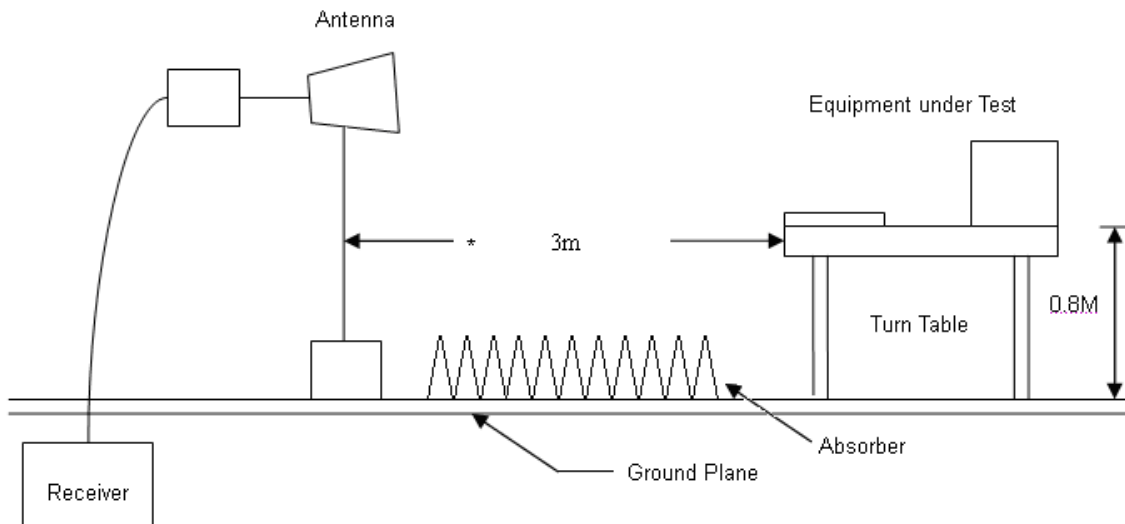 Antenna
Equipment under Test
* 3m
0.8M
Turn Table
Absorber
Ground Plane
Receiver